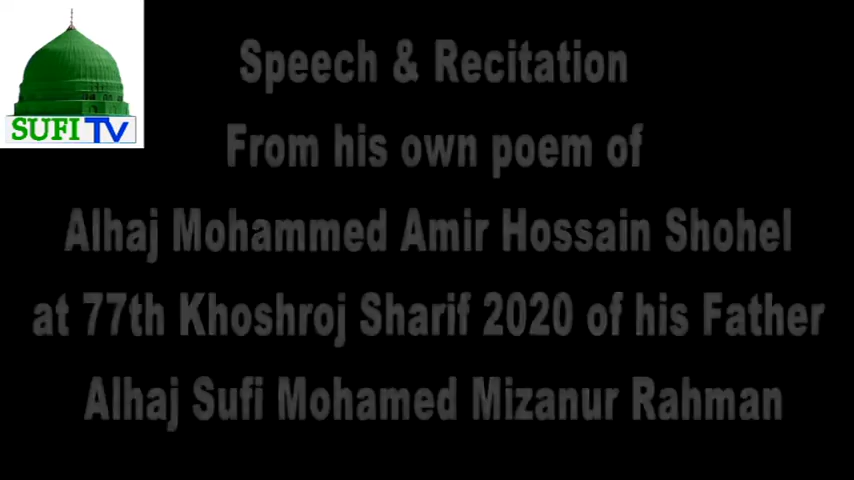 SUFI TV
Speech & Recitation
From his own poem of
Alhaj Mohammed Amir Hossain Shohel
at 77th Khoshroj Sharif 2020 of his Father
Alhaj Sufi Mohamed Mizanur Rahman